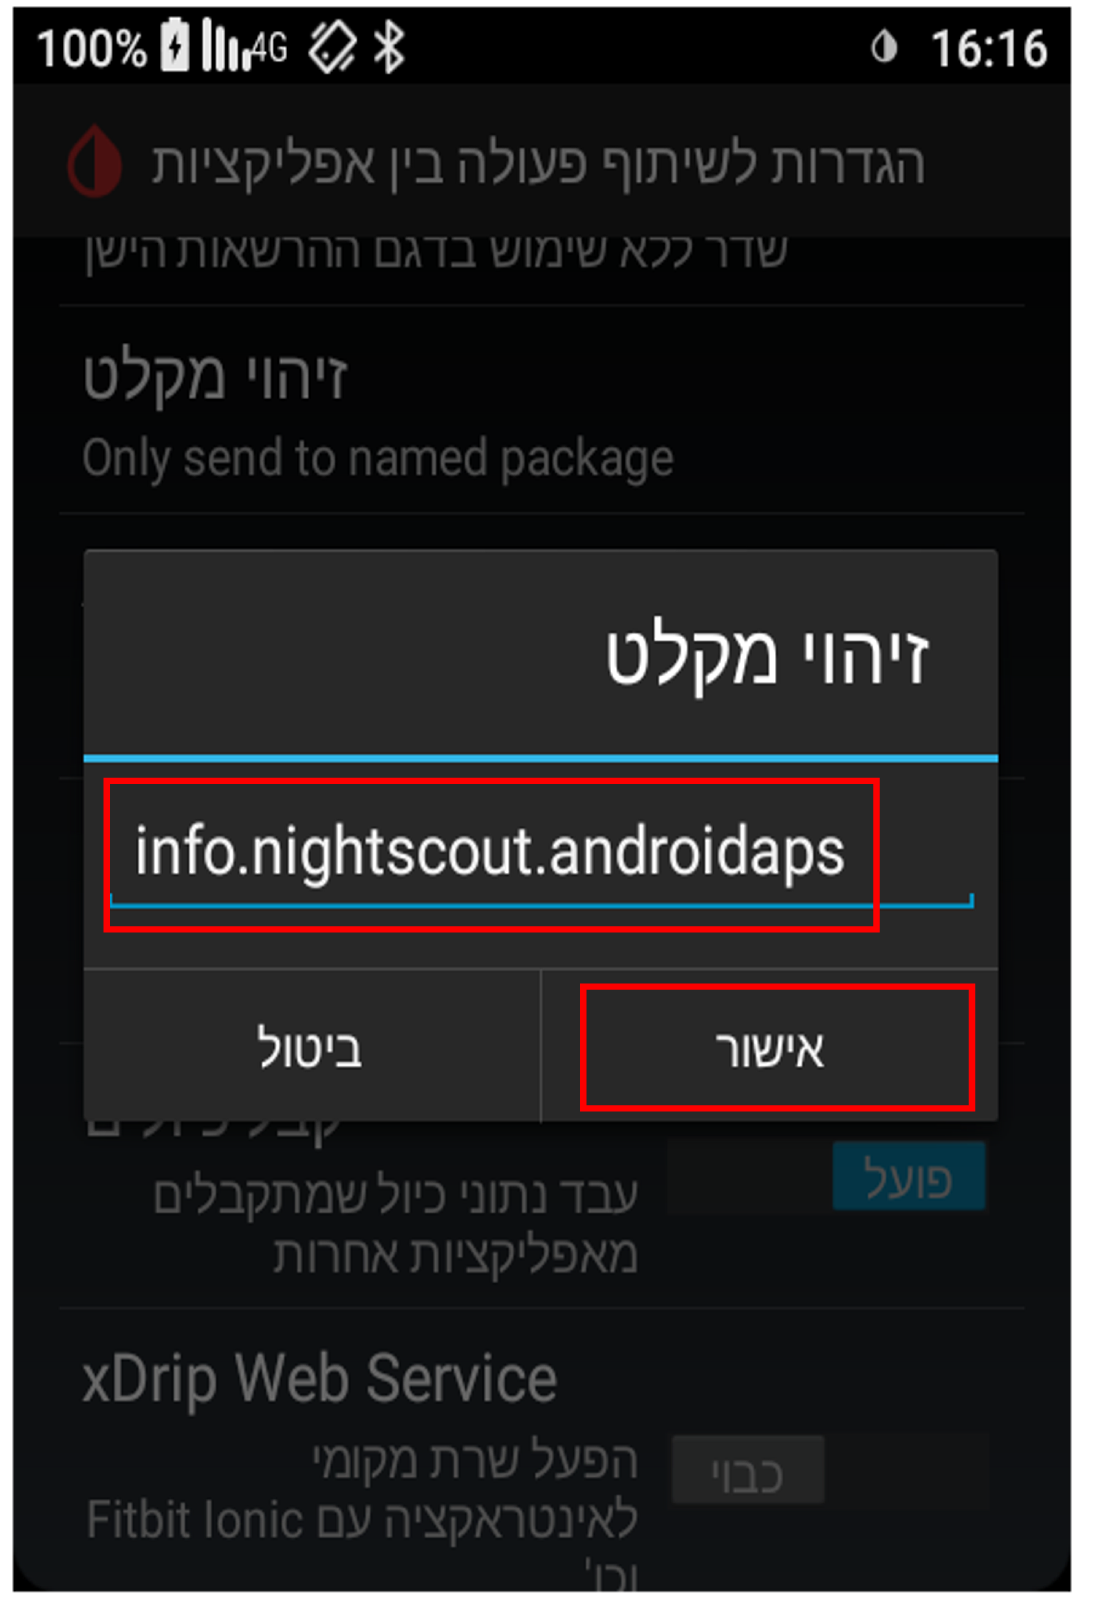 100% 4G 16:16
הגדרות לשיתוף פעולה בין אפליקציות
שדר ללא שימוש בדגם ההרשאות הישן
זיהוי מקלט
Only send to named package
זיהוי מקלט
info.nightscout.androidaps
אישור ביטול
קבל כיולים
פועל
עבד נתוני כיול שמתקבלים
מאפליקציות אחרות
xDrip Web Service
הפעל שרת מקומי
כבוי
לאינטראקציה עם Fitbit Ionic
וכו'